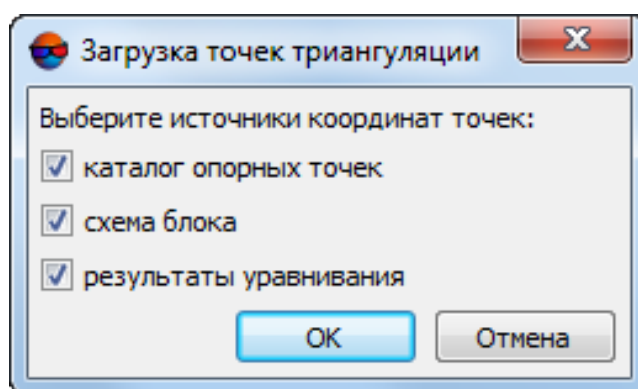 Загрузка точек триангуляции
Выберите источники координат точек:
каталог опорных точек
схема блока
результаты уравнивания
OK Отмена